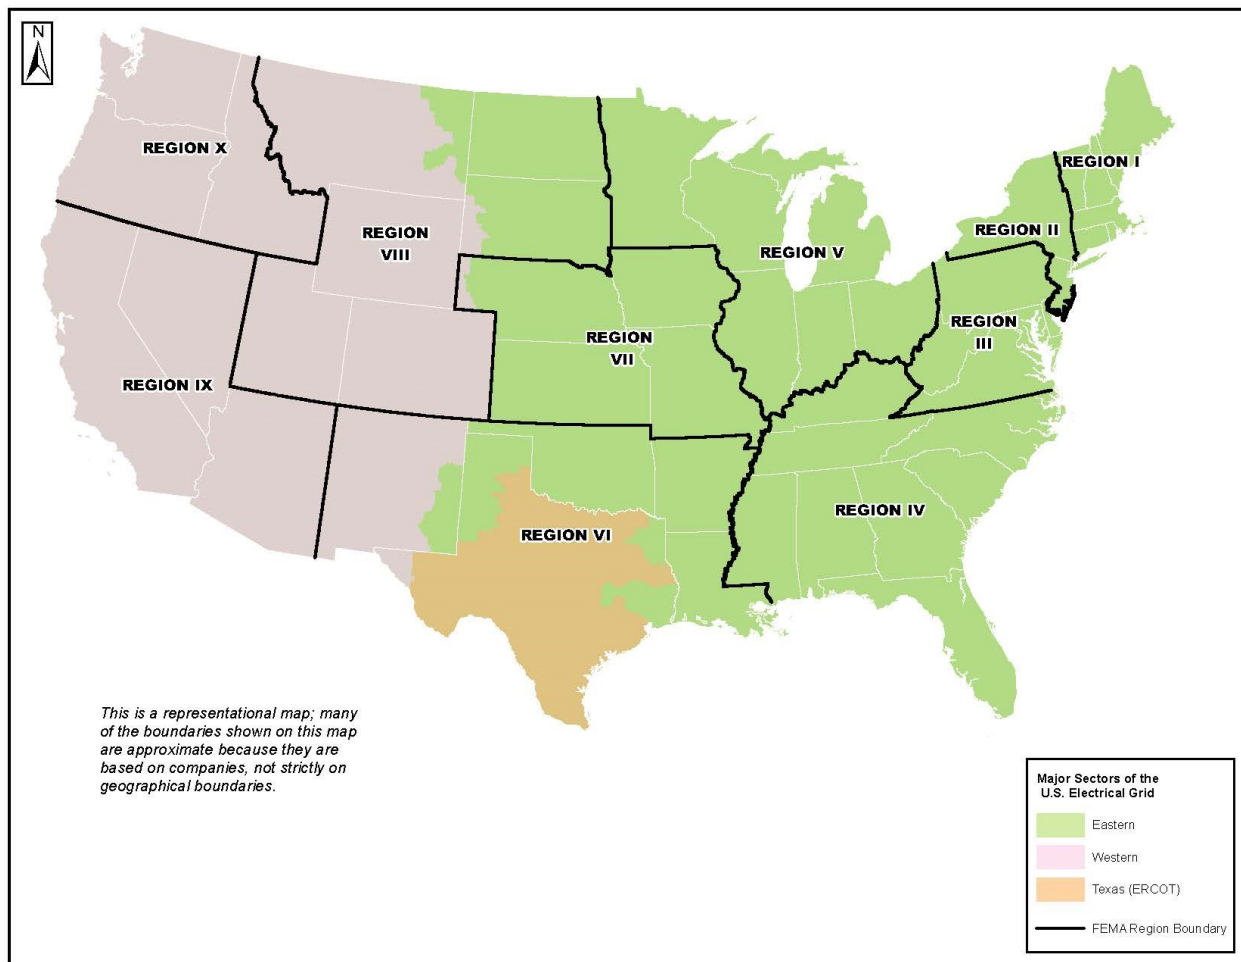 N
REGION X
REGION I
REGION II
REGION
VIII
REGION V
REGION
III
REGION
VII
REGION IX
REGION IV
REGION VI
This is a representational map; many
of the boundaries shown on this map
are approximate because they are
based on companies, not strictly on
geographical boundaries.
Major Sectors of the
U.S. Electrical Grid
Eastern
Western
Texas (ERCOT)
FEMA Region Boundary